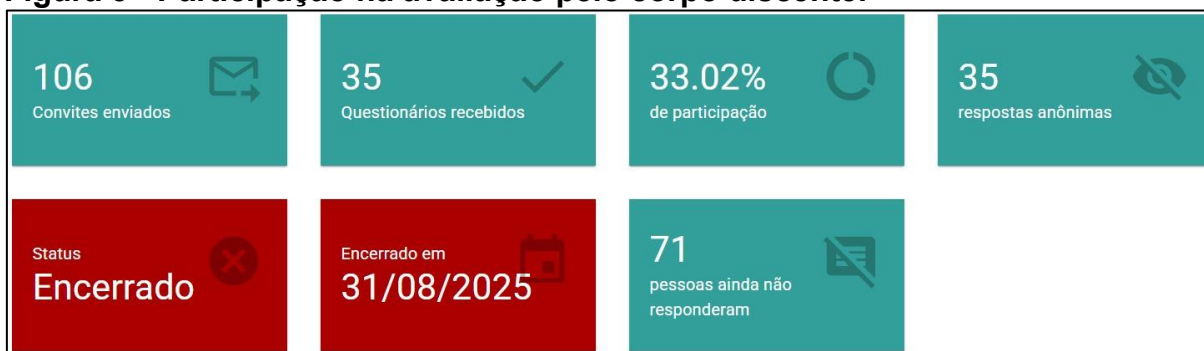 106
Convites enviados
35
Questionários recebidos
33.02%
de participação
35
respostas anônimas
Status
Encerrado
Encerrado em
31/08/2025
71
pessoas ainda não
responderam